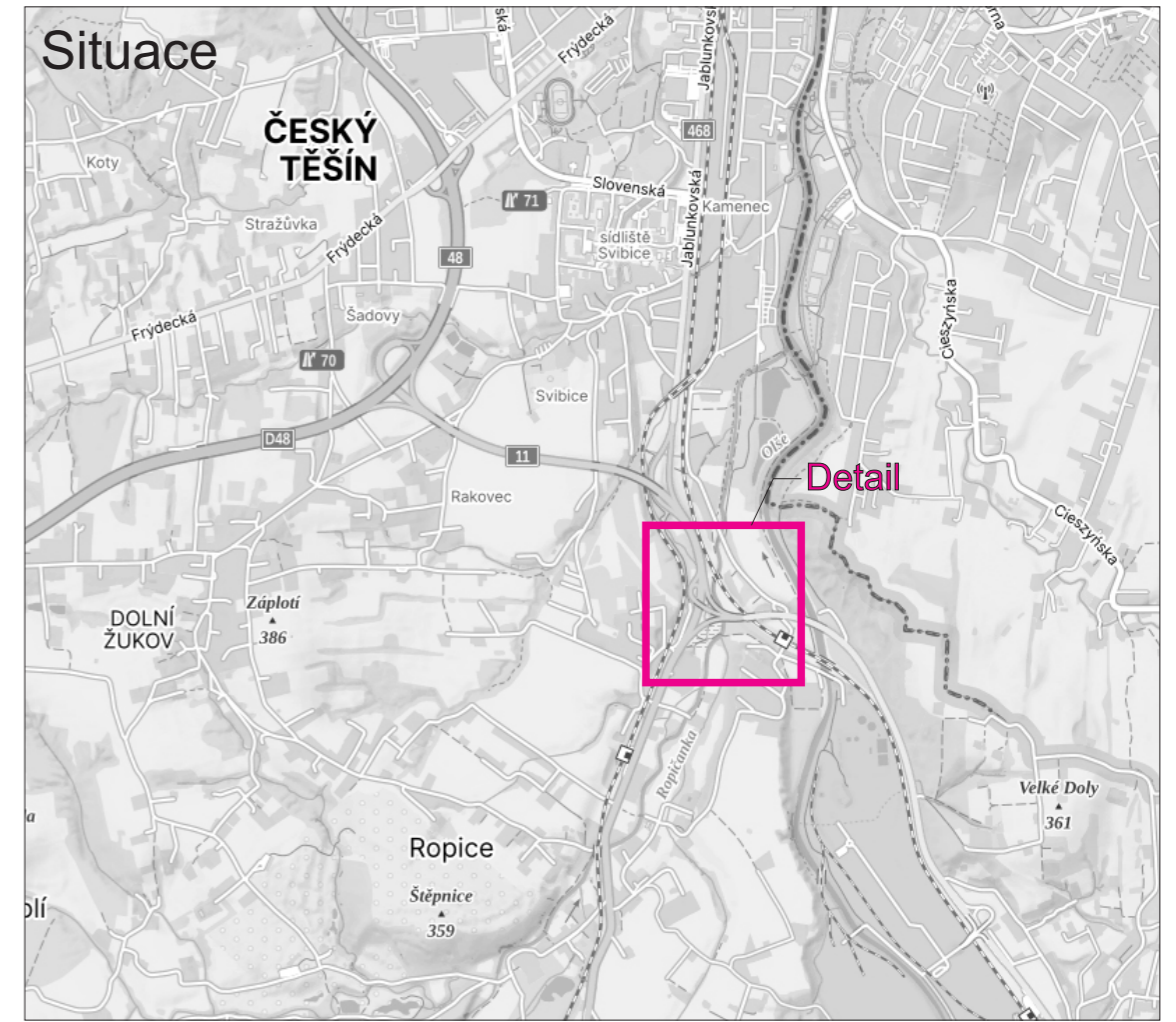 Situace
ská
Frýdecká
Jablunkovská
rna
ČESKÝ
TĚŠÍN
468
Koty
71
Slovenská
Kamenec
Stražůvka
Frýdecká
sídliště
Svibice
Jablunkovská
48
Šadovy
Cieszyńska
Frýdecká
70
Svibice
D48
11
Olše
Rakovec
Detail
Cieszyńska
DOLNÍ
ŽUKOV
Záplotí
386
Ropičanka
Velké Doly
361
a
Ropice
Štěpnice
359
olí